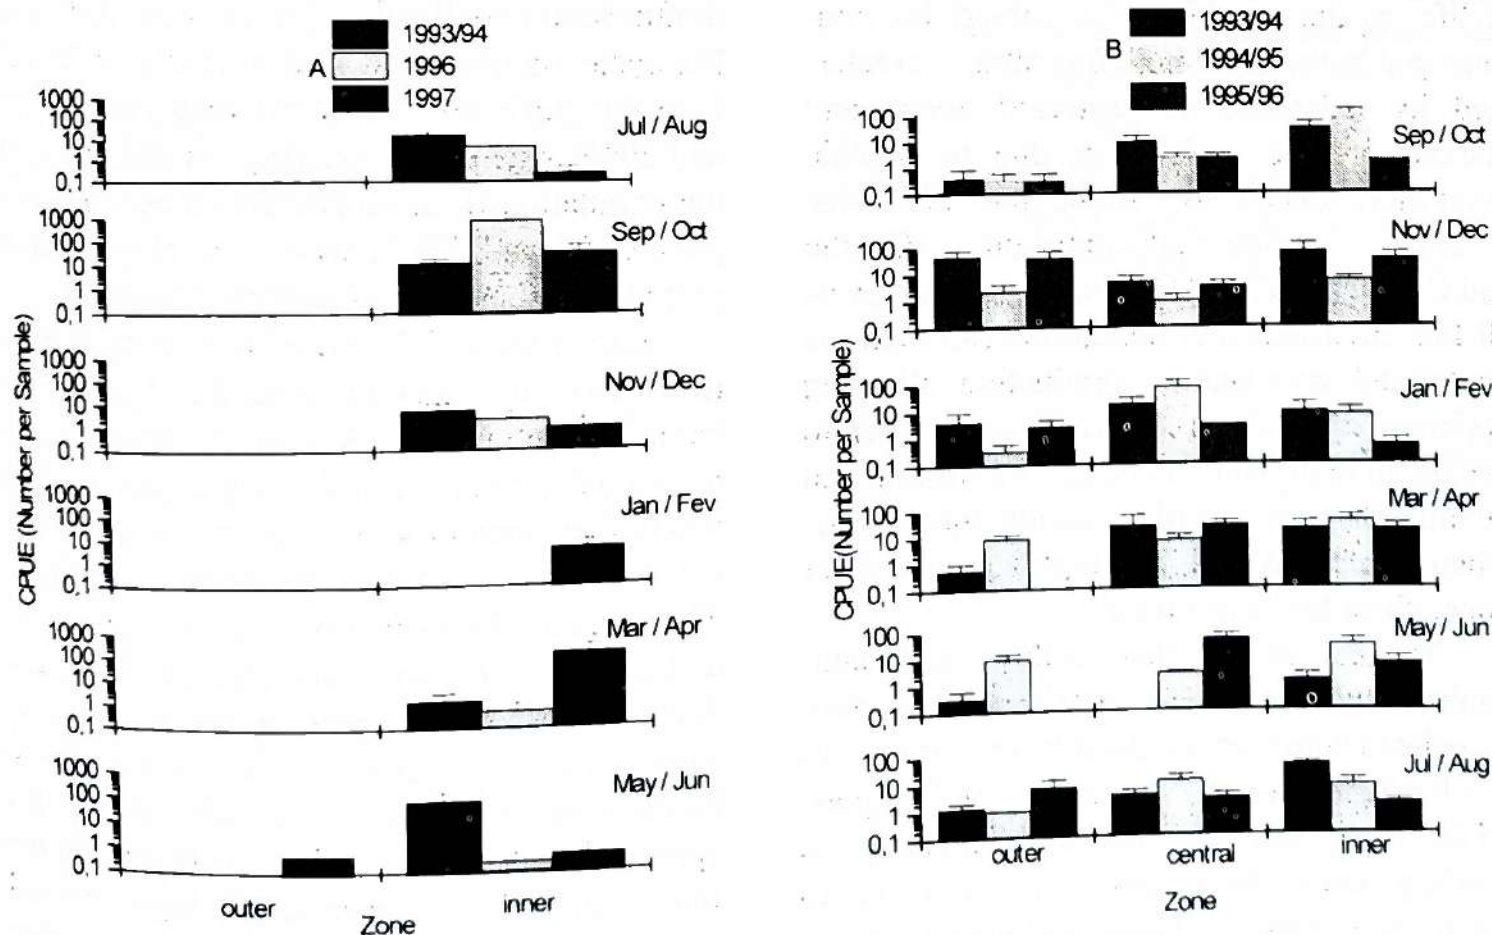 A
1993/94
1996
1997
CPUE (Number per Sample)
1000
100
10
1
0,1
Jul / Aug
1000
100
10
1
0,1
Sep / Oct
1000
100
10
1
0,1
Nov / Dec
1000
100
10
1
0,1
Jan / Fev
1000
100
10
1
0,1
Mar / Apr
1000
100
10
1
0,1
May / Jun
outer
inner
Zone
B
1993/94
1994/95
1995/96
CPUE(Number per Sample)
100
10
1
0,1
Sep / Oct
100
10
1
0,1
Nov / Dec
100
10
1
0,1
Jan / Fev
100
10
1
0,1
Mar / Apr
100
10
1
0,1
May / Jun
100
10
1
0,1
Jul / Aug
outer
central
inner
Zone